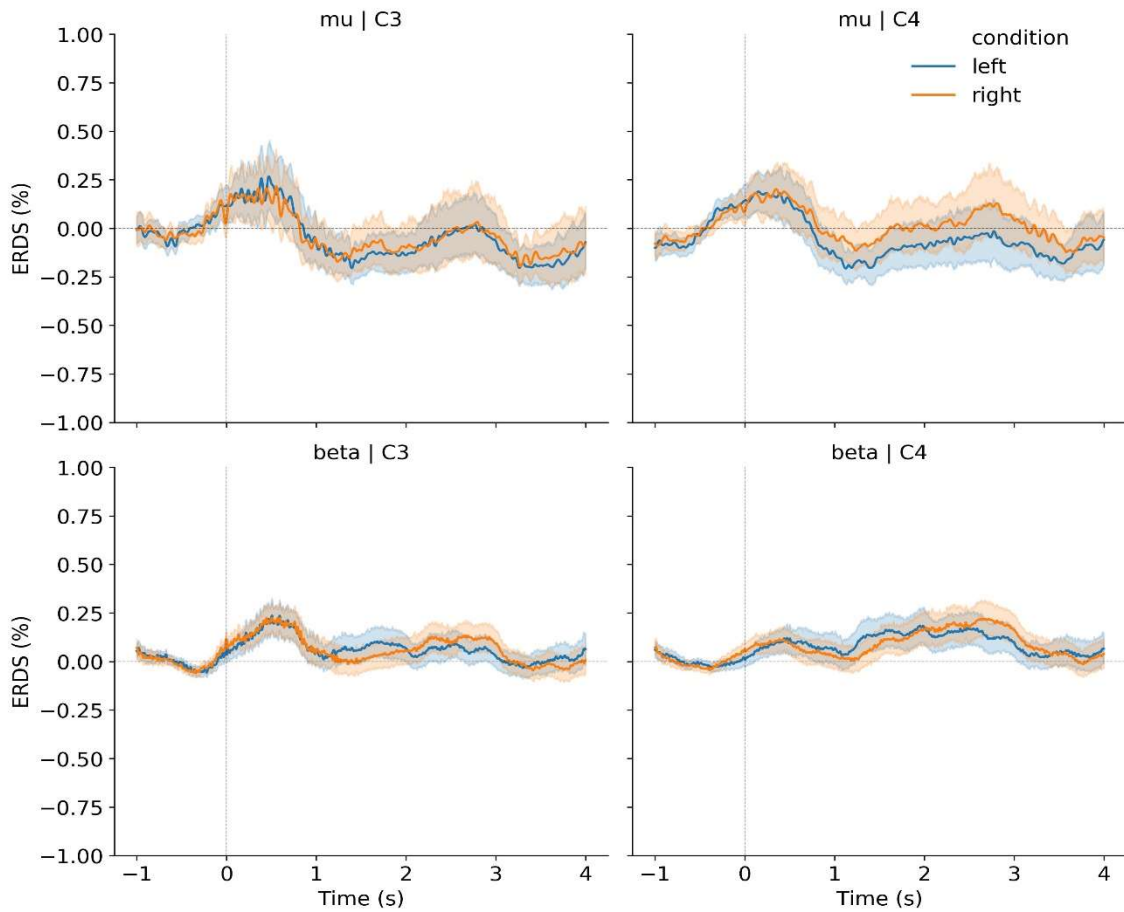 mu | C3
mu | C4
condition
left
right
ERDS (%)
1.00
0.75
0.50
0.25
0.00
−0.25
−0.50
−0.75
−1.00
beta | C3
beta | C4
ERDS (%)
1.00
0.75
0.50
0.25
0.00
−0.25
−0.50
−0.75
−1.00
−1 0 1 2 3 4
−1 0 1 2 3 4
Time (s)
Time (s)